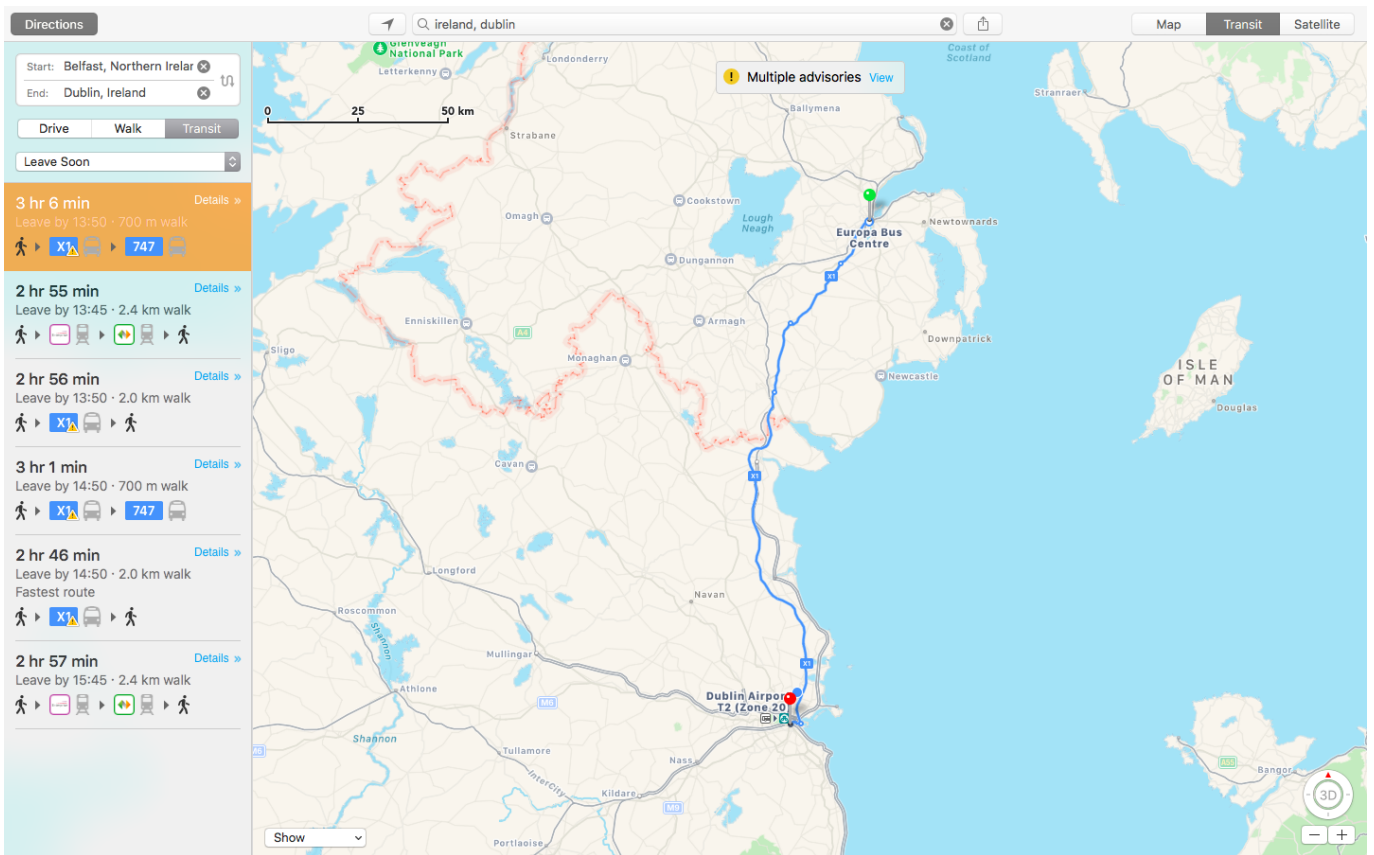 Directions
ireland, dublin
Map
Transit
Satellite
Start: Belfast, Northern Irelar
End: Dublin, Ireland
Drive
Walk
Transit
Leave Soon
3 hr 6 min
Details »
Leave by 13:50 · 700 m walk
X1
747
2 hr 55 min
Details »
Leave by 13:45 · 2.4 km walk
2 hr 56 min
Details »
Leave by 13:50 · 2.0 km walk
X1
3 hr 1 min
Details »
Leave by 14:50 · 700 m walk
X1
747
2 hr 46 min
Details »
Leave by 14:50 · 2.0 km walk
Fastest route
X1
2 hr 57 min
Details »
Leave by 15:45 · 2.4 km walk
Glenveagh
National Park
Letterkenny
Londonderry
Coast of
Scotland
Multiple advisories View
Stranraer
0 25 50 km
Ballymena
Strabane
Cookstown
Omagh
Lough
Neagh
Newtownards
Europa Bus
Centre
Dungannon
X1
Enniskillen
A4
Armagh
Downpatrick
Sligo
Monaghan
Newcastle
ISLE
OF MAN
Douglas
Cavan
X1
Longford
Navan
Roscommon
Shannon
Mullingar
X1
Athlone
M6
Dublin Airpor
T2 (Zone 20
Shannon
M6
Tullamore
Nass
A55
Bangor
InterCity
Kildare
M9
3D
Show
Portlaoise
− +